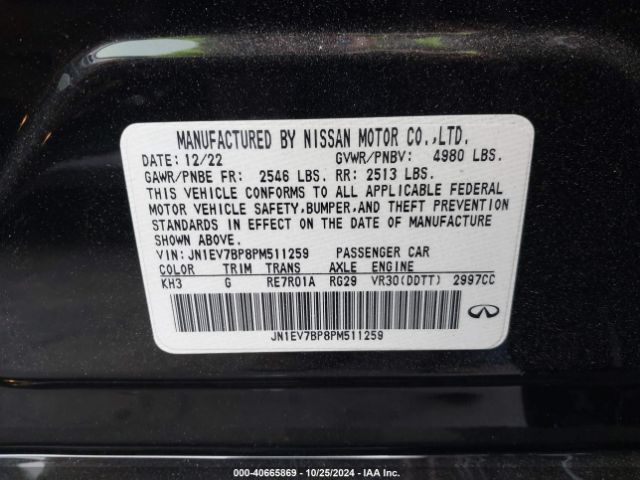 MANUFACTURED BY NISSAN MOTOR CO.,LTD.
DATE: 12/22 GVWR/PNBV: 4980 LBS.
GAWR/PNBE FR: 2546 LBS. RR: 2513 LBS.
THIS VEHICLE CONFORMS TO ALL APPLICABLE FEDERAL
MOTOR VEHICLE SAFETY,BUMPER,AND THEFT PREVENTION
STANDARDS IN EFFECT ON THE DATE OF MANUFACTURE
SHOWN ABOVE.
VIN: JN1EV7BP8PM511259 PASSENGER CAR
COLOR TRIM TRANS AXLE ENGINE
KH3 G RE7R01A RG29 VR30(DDTT) 2997CC
JN1EV7BP8PM511259
INFINITI
000-40665869 | 10/25/2024 - IAA Inc.